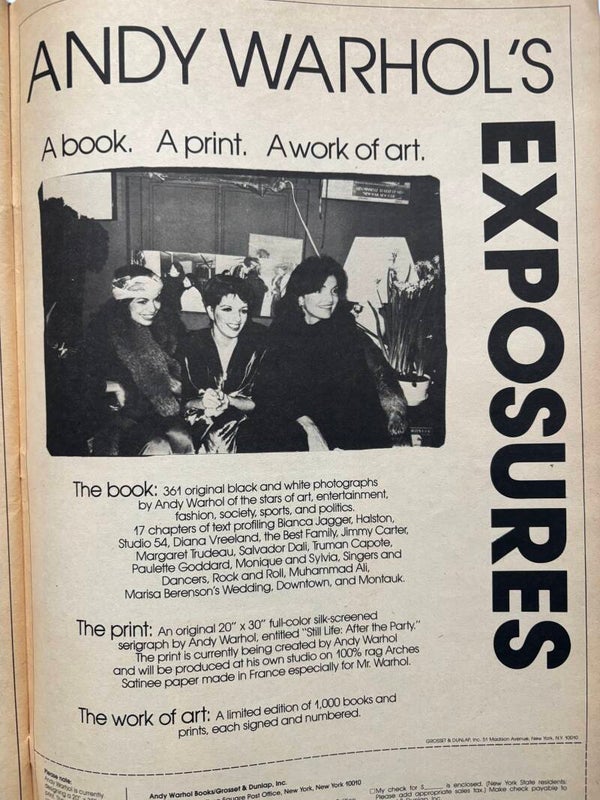 ANDY WARHOL'S
EXPOSURES
A book. A print. A work of art.
The book: 361 original black and white photographs
by Andy Warhol of the stars of art, entertainment,
fashion, society, sports, and politics.
17 chapters of text profiling Bianca Jagger, Halston,
Studio 54, Diana Vreeland, the Best Family, Jimmy Carter,
Margaret Trudeau, Salvador Dali, Truman Capote,
Paulette Goddard, Monique and Sylvia, Singers and
Dancers, Rock and Roll, Muhammad Ali,
Marisa Berenson's Wedding, Downtown, and Montauk.
The print: An original 20" x 30" full-color silk-screened
serigraph by Andy Warhol, entitled "Still Life: After the Party."
The print is currently being created by Andy Warhol
and will be produced at his own studio on 100% rag Arches
Satinee paper made in France especially for Mr. Warhol.
The work of art: A limited edition of 1,000 books and
prints, each signed and numbered.
GROSSET & DUNLAP, Inc. 51 Madison Avenue, New York, N.Y. 10010
Please note:
Andy Warhol is currently
designing a 20"
Andy Warhol Books/Grosset & Dunlap, Inc.
Square Post Office, New York, New York 10010
☐My check for $ is enclosed. (New York State residents:
Please add appropriate sales tax.) Make check payable to